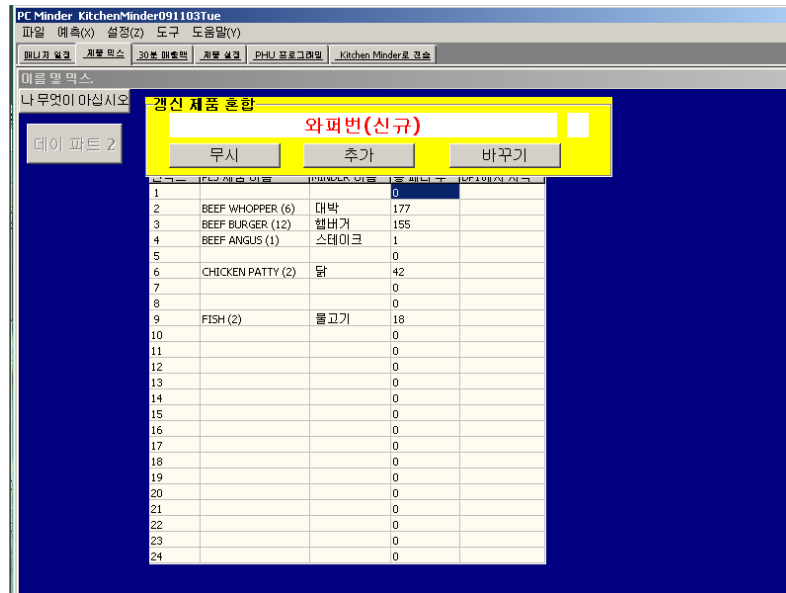 PC Minder KitchenMinder091103Tue
파일 예측(X) 설정(Z) 도구 도움말(Y)
매니저 일정 제품 믹스 30분 매핑맥 제품 설정 PHU 프로그래밍 Kitchen Minder로 전송
이름 및 믹스.
나 무엇이 아십시오
갱신 제품 혼합
와퍼번(신규)
데이 파트 2
무시 추가 바꾸기
1 0
2 BEEF WHOPPER (6) 대박 177
3 BEEF BURGER (12) 햄버거 155
4 BEEF ANGUS (1) 스테이크 1
5 0
6 CHICKEN PATTY (2) 닭 42
7 0
8 0
9 FISH (2) 물고기 18
10 0
11 0
12 0
13 0
14 0
15 0
16 0
17 0
18 0
19 0
20 0
21 0
22 0
23 0
24 0